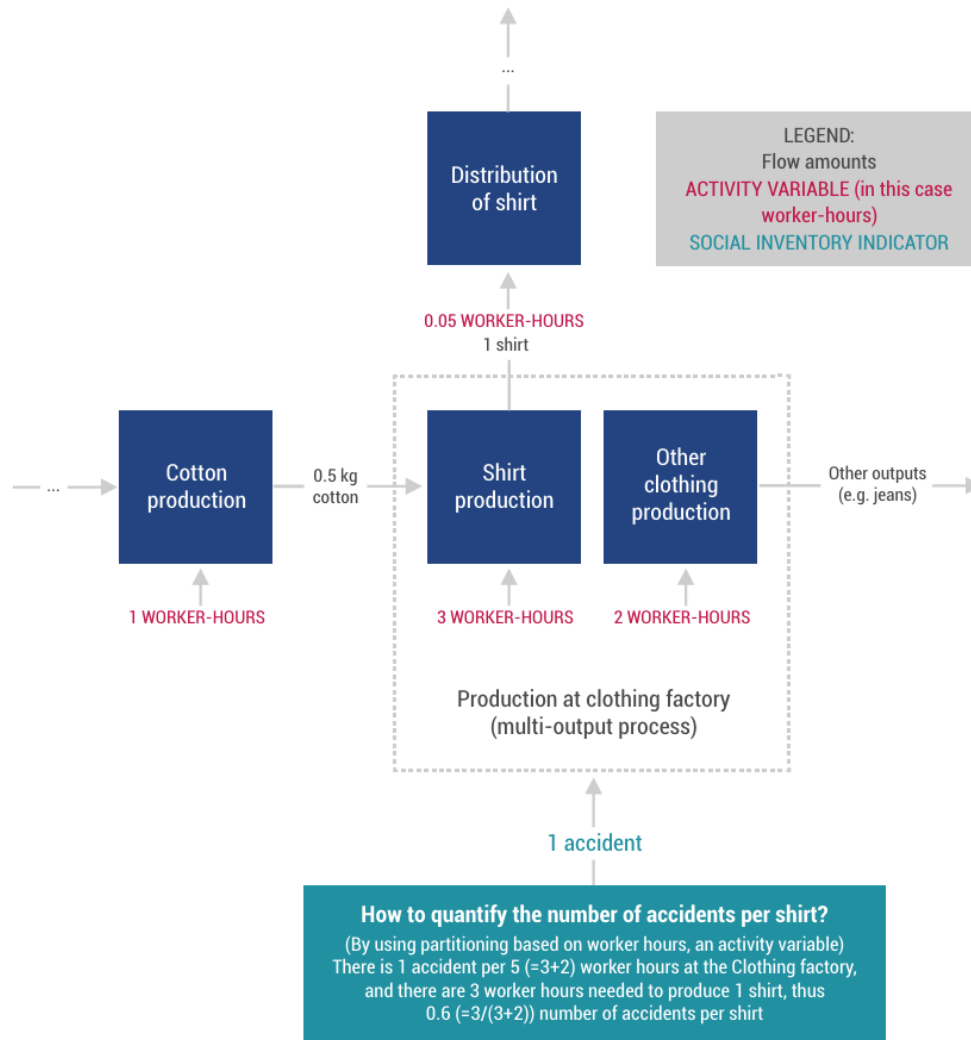 ...
Distribution
of shirt
LEGEND:
Flow amounts
ACTIVITY VARIABLE (in this case
worker-hours)
SOCIAL INVENTORY INDICATOR
0.05 WORKER-HOURS
1 shirt
...
Cotton
production
0.5 kg
cotton
Shirt
production
Other
clothing
production
Other outputs
(e.g. jeans)
1 WORKER-HOURS
3 WORKER-HOURS
2 WORKER-HOURS
Production at clothing factory
(multi-output process)
1 accident
How to quantify the number of accidents per shirt?
(By using partitioning based on worker hours, an activity variable)
There is 1 accident per 5 (=3+2) worker hours at the Clothing factory,
and there are 3 worker hours needed to produce 1 shirt, thus
0.6 (=3/(3+2)) number of accidents per shirt